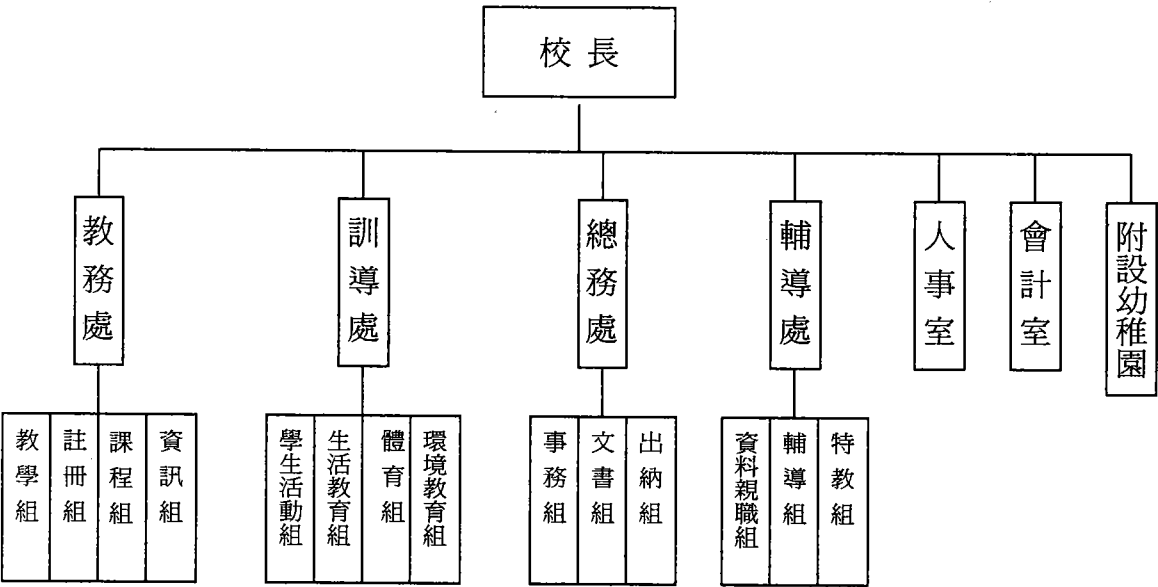 校長
教務處
訓導處
總務處
輔導處
人事室
會計室
附設幼稚園
教學組
註冊組
課程組
資訊組
學生活動組
生活教育組
體育組
環境教育組
事務組
文書組
出納組
資料親職組
輔導組
特教組